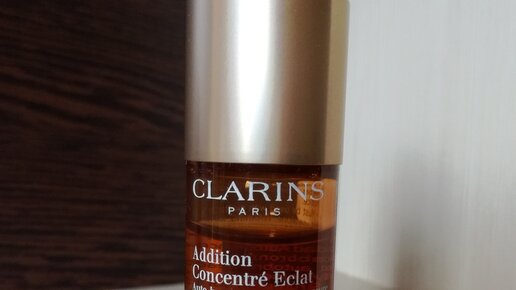 CLARINS
PARIS
Addition
Concentré Eclat